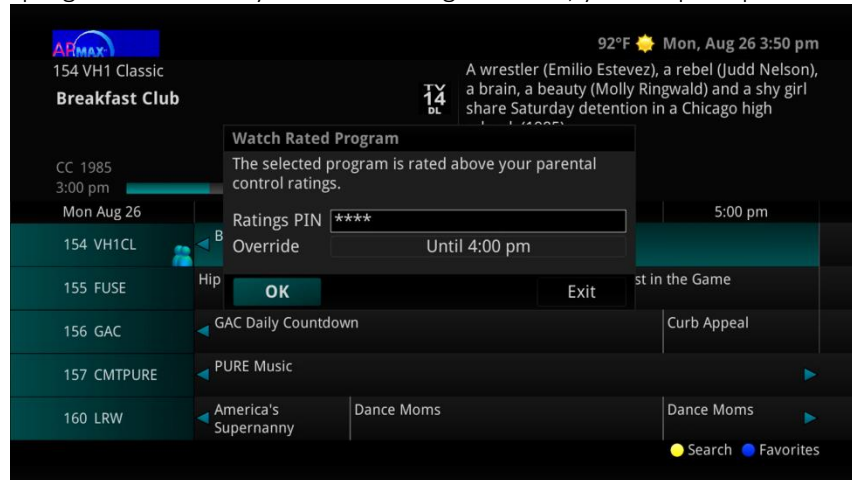 APMAX
92°F Mon, Aug 26 3:50 pm
154 VH1 Classic
Breakfast Club
TV
14
DL
A wrestler (Emilio Estevez), a rebel (Judd Nelson),
a brain, a beauty (Molly Ringwald) and a shy girl
share Saturday detention in a Chicago high
CC 1985
3:00 pm
Watch Rated Program
The selected program is rated above your parental
control ratings.
Ratings PIN ****
Override Until 4:00 pm
OK Exit
Mon Aug 26 5:00 pm
154 VH1CL B
155 FUSE Hip st in the Game
156 GAC GAC Daily Countdown Curb Appeal
157 CMTPURE PURE Music
160 LRW America's Dance Moms Dance Moms
Supernanny
Search Favorites